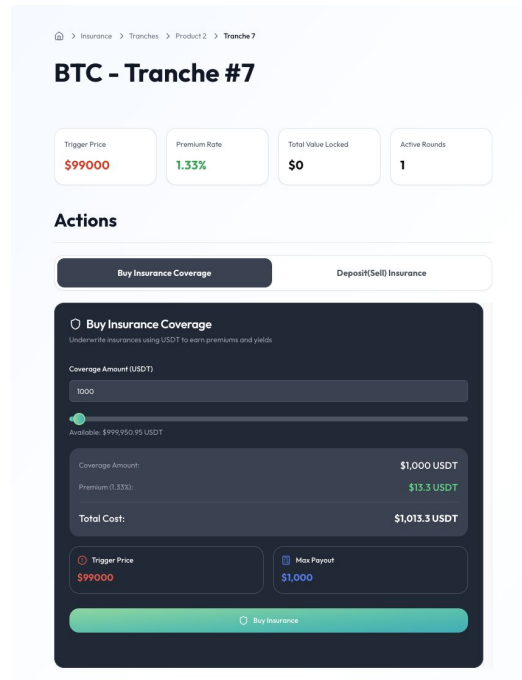 Insurance > Tranches > Product 2 > Tranche 7
BTC - Tranche #7
Trigger Price
$99000
Premium Rate
1.33%
Total Value Locked
$0
Active Rounds
1
Actions
Buy Insurance Coverage
Deposit(Sell) Insurance
Buy Insurance Coverage
Underwrite insurances using USDT to earn premiums and yields
Coverage Amount (USDT)
1000
Available: $999,950.95 USDT
Coverage Amount: $1,000 USDT
Premium (1.33%): $13.3 USDT
Total Cost: $1,013.3 USDT
Trigger Price
$99000
Max Payout
$1,000
Buy Insurance